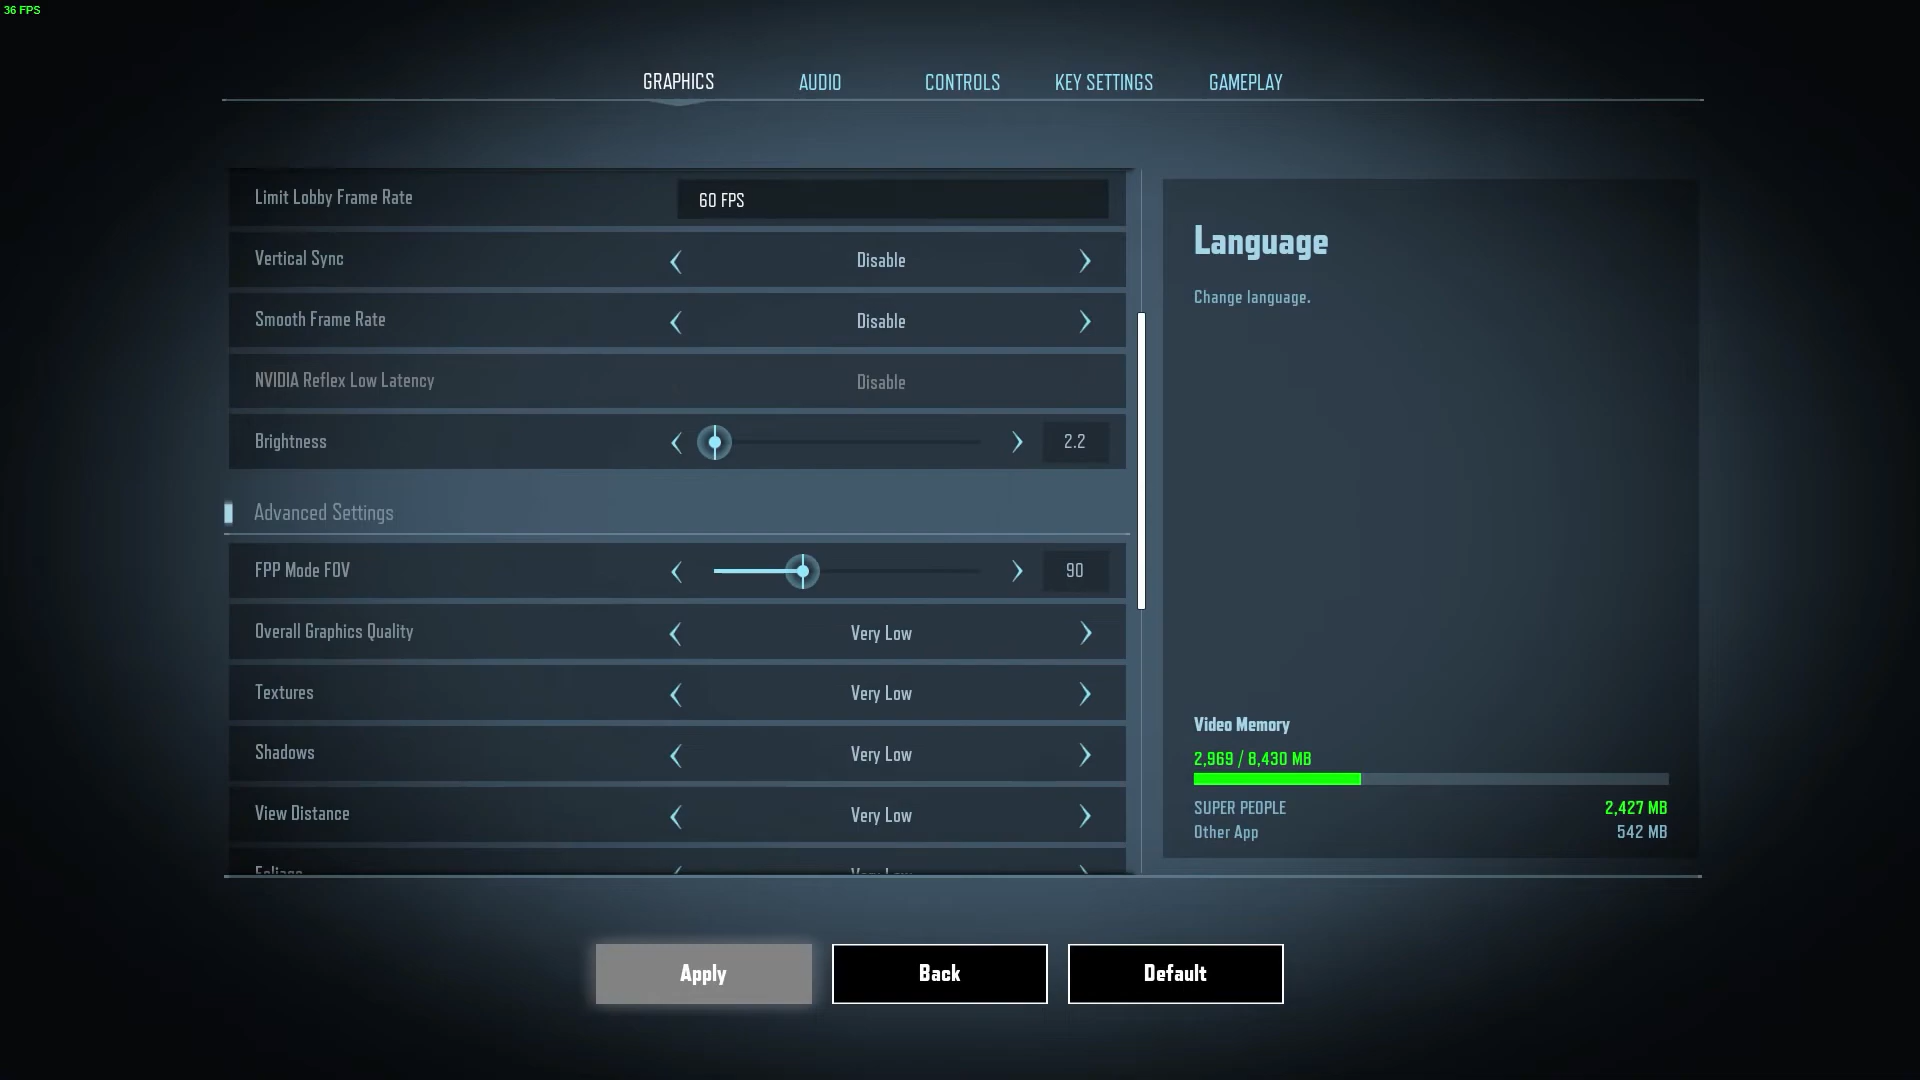 36 FPS
GRAPHICS
AUDIO
CONTROLS
KEY SETTINGS
GAMEPLAY
Limit Lobby Frame Rate
60 FPS
Vertical Sync
Disable
Smooth Frame Rate
Disable
NVIDIA Reflex Low Latency
Disable
Brightness
2.2
Advanced Settings
FPP Mode FOV
90
Overall Graphics Quality
Very Low
Textures
Very Low
Shadows
Very Low
View Distance
Very Low
Foliage
Very Low
Language
Change language.
Video Memory
2,969 / 8,430 MB
SUPER PEOPLE
2,427 MB
Other App
542 MB
Apply
Back
Default